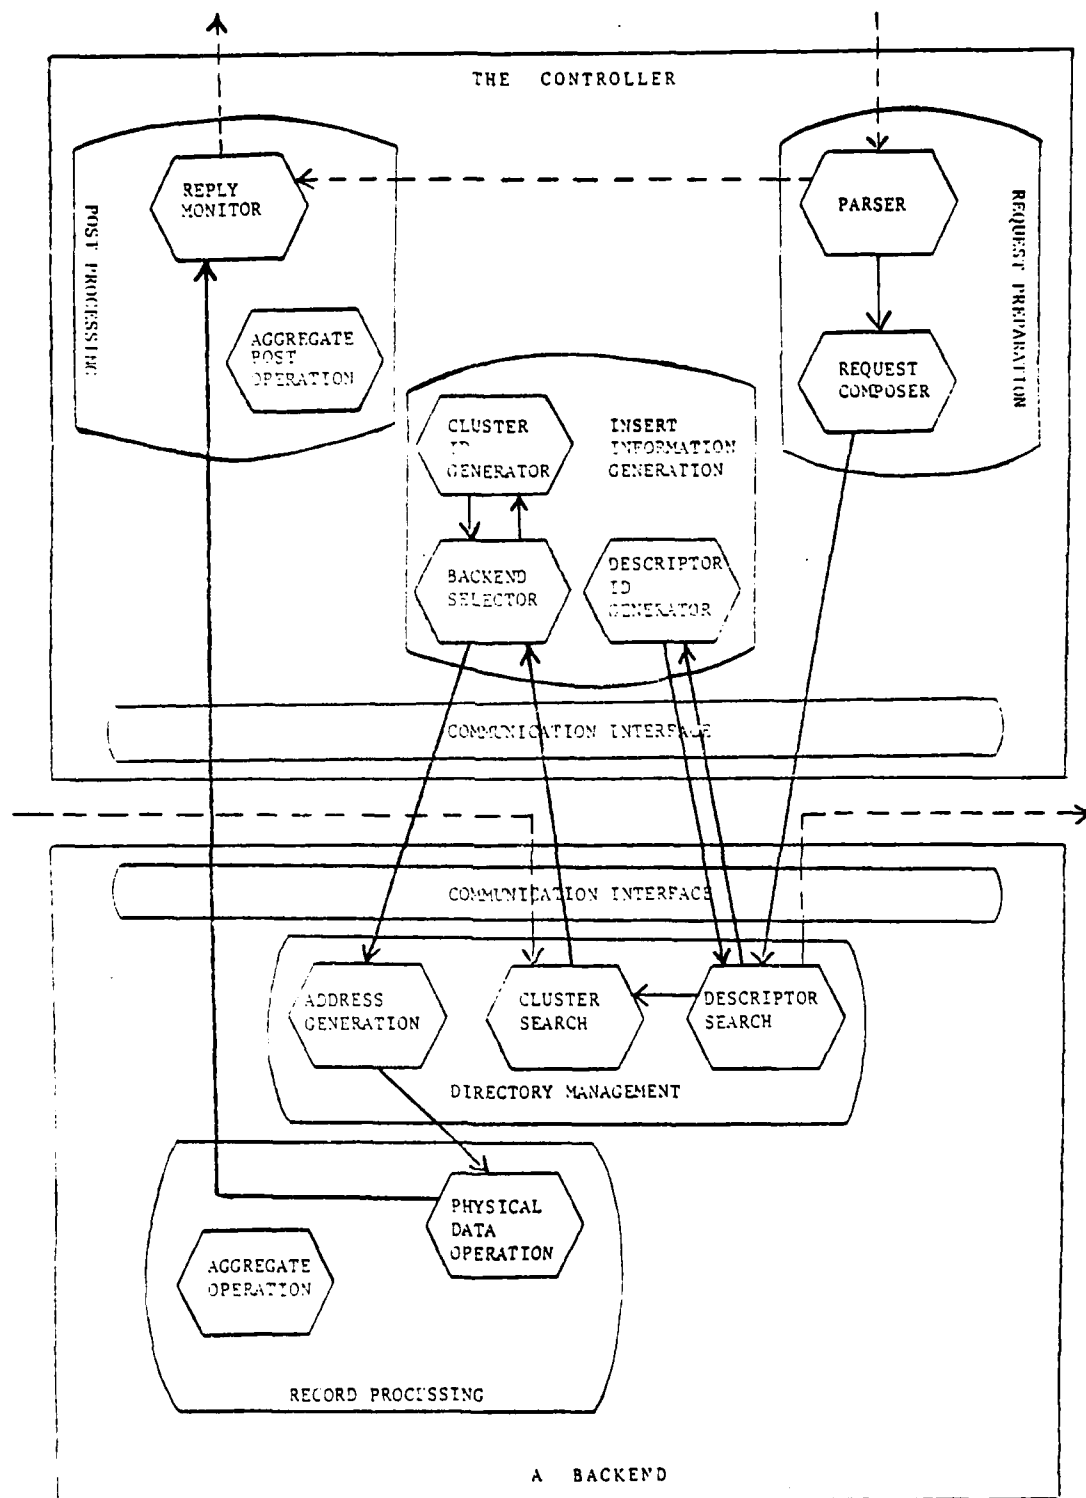 THE CONTROLLER
REPLY
MONITOR
POST PROCESSING
AGGREGATE
POST
OPERATION
PARSER
REQUEST PREPARATION
REQUEST
COMPOSER
CLUSTER
ID
GENERATOR
INSERT
INFORMATION
GENERATION
BACKEND
SELECTOR
DESCRIPTOR
ID
GENERATOR
COMMUNICATION INTERFACE
COMMUNICATION INTERFACE
ADDRESS
GENERATION
CLUSTER
SEARCH
DESCRIPTOR
SEARCH
DIRECTORY MANAGEMENT
PHYSICAL
DATA
OPERATION
AGGREGATE
OPERATION
RECORD PROCESSING
A BACKEND